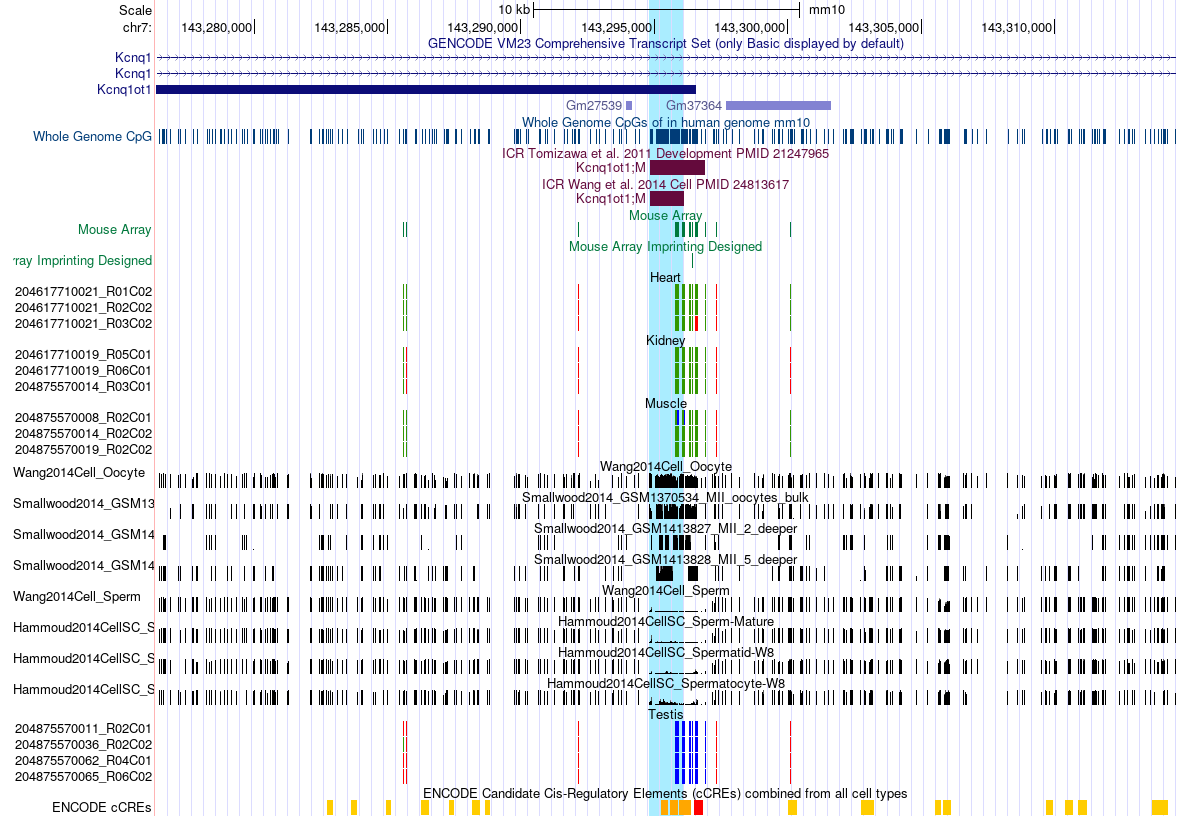 Scale 10 kb mm10
chr7: 143,280,000 143,285,000 143,290,000 143,295,000 143,300,000 143,305,000 143,310,000
GENCODE VM23 Comprehensive Transcript Set (only Basic displayed by default)
Kcnq1
Kcnq1
Kcnq1ot1
Gm27539 Gm37364
Whole Genome CpGs of in human genome mm10
Whole Genome CpG
ICR Tomizawa et al. 2011 Development PMID 21247965
Kcnq1ot1;M
ICR Wang et al. 2014 Cell PMID 24813617
Kcnq1ot1;M
Mouse Array
Mouse Array
Mouse Array Imprinting Designed
rray Imprinting Designed
Heart
204617710021_R01C02
204617710021_R02C02
204617710021_R03C02
Kidney
204617710019_R05C01
204617710019_R06C01
204875570014_R03C01
Muscle
204875570008_R02C01
204875570014_R02C02
204875570019_R02C02
Wang2014Cell_Oocyte
Wang2014Cell_Oocyte
Smallwood2014_GSM1370534_MII_oocytes_bulk
Smallwood2014_GSM13
Smallwood2014_GSM1413827_MII_2_deeper
Smallwood2014_GSM14
Smallwood2014_GSM1413828_MII_5_deeper
Smallwood2014_GSM14
Wang2014Cell_Sperm
Wang2014Cell_Sperm
Hammoud2014CellSC_Sperm-Mature
Hammoud2014CellSC_S
Hammoud2014CellSC_Spermatid-W8
Hammoud2014CellSC_S
Hammoud2014CellSC_Spermatocyte-W8
Hammoud2014CellSC_S
Testis
204875570011_R02C01
204875570036_R02C02
204875570062_R04C01
204875570065_R06C02
ENCODE Candidate Cis-Regulatory Elements (cCREs) combined from all cell types
ENCODE cCREs